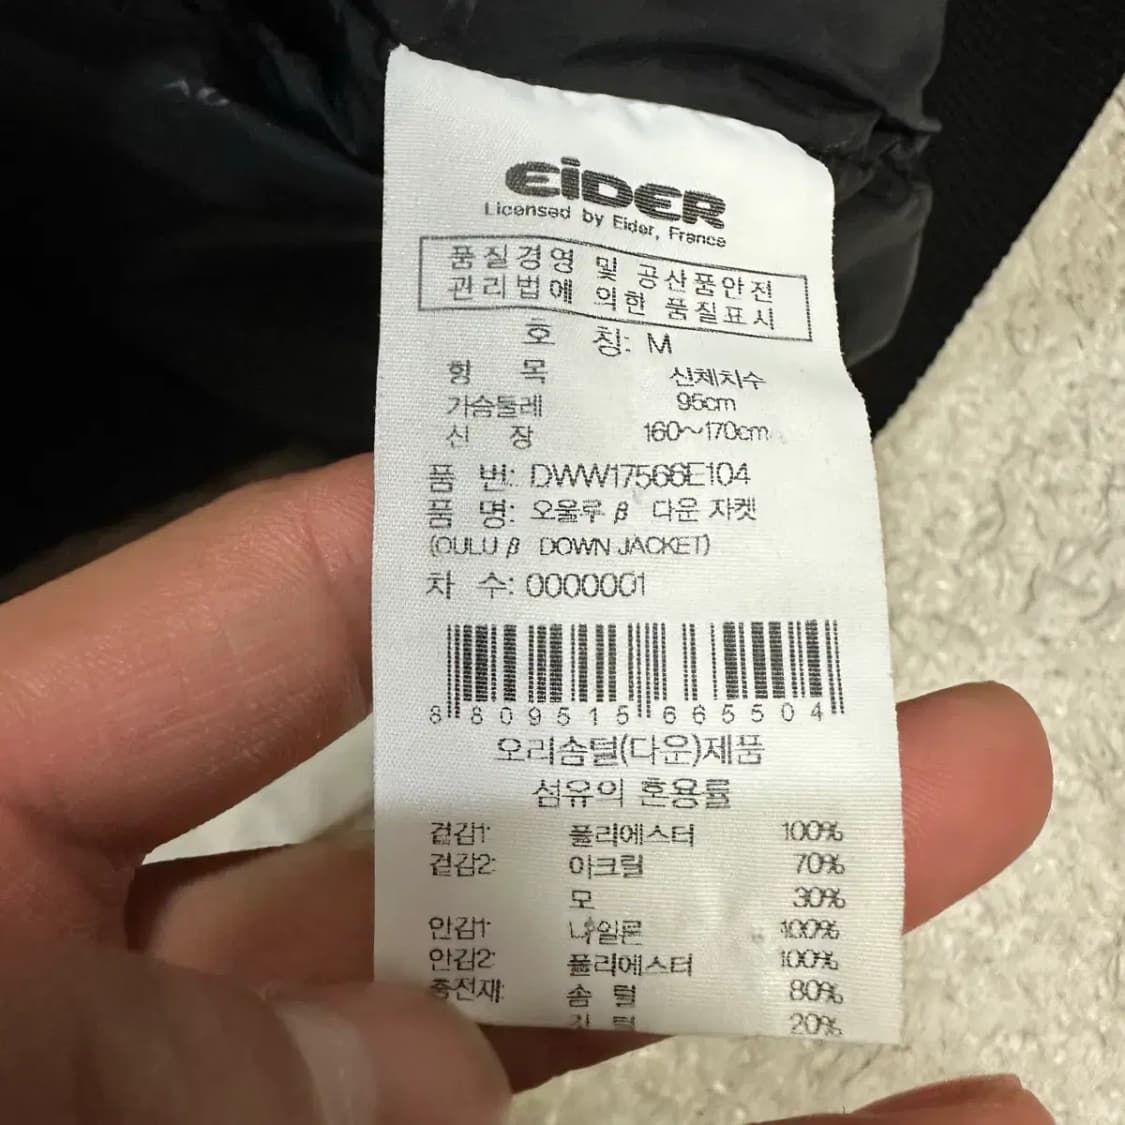 EiDER
Licensed by Eider, France
품질경영 및 공산품안전
관리법에 의한 품질표시
호 칭: M
항 목 신체치수
가슴둘레 95cm
신 장 160~170cm
품 번: DWW17566E104
품 명: 오울루 β 다운 자켓
(OULU β DOWN JACKET)
차 수: 0000001
8 809515 665504
오리솜털(다운)제품
섬유의 혼용률
겉감1: 폴리에스터 100%
겉감2: 아크릴 70%
모 30%
안감1: 나일론 100%
안감2: 폴리에스터 100%
충전재: 솜 털 80%
깃 털 20%